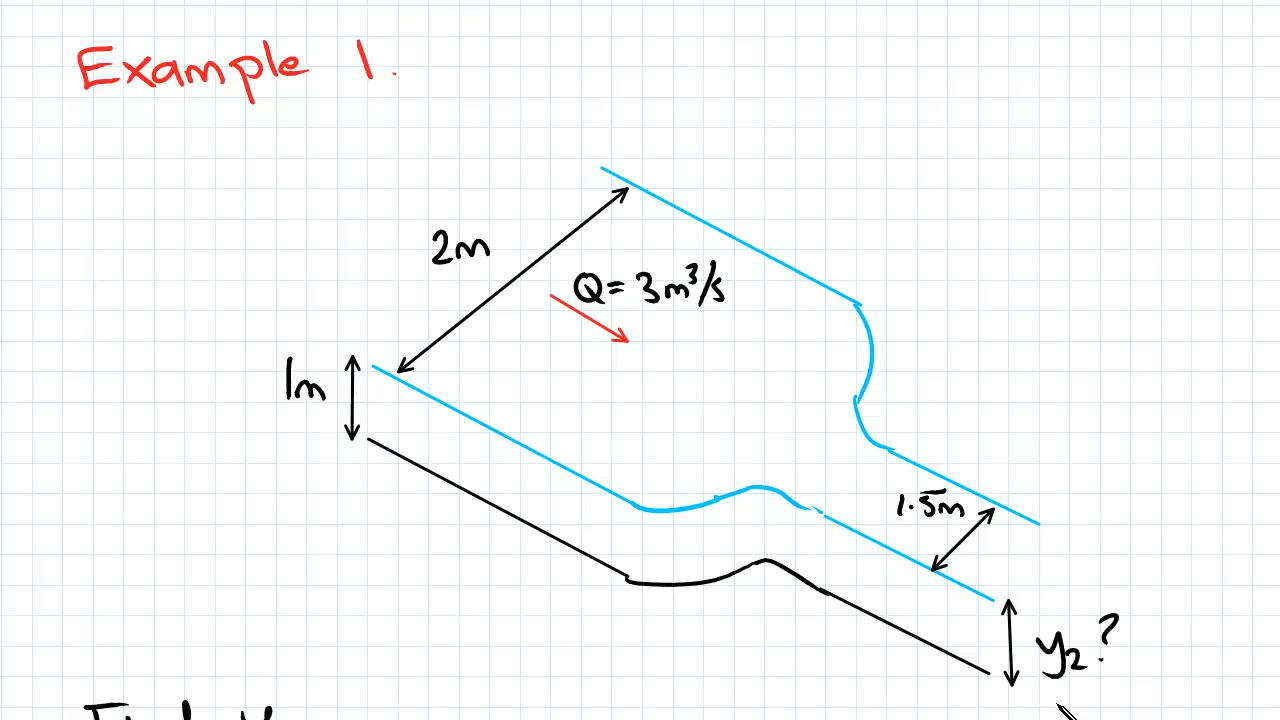 Example 1.
2m
Q = 3m³/s
1m
1.5m
y₂?